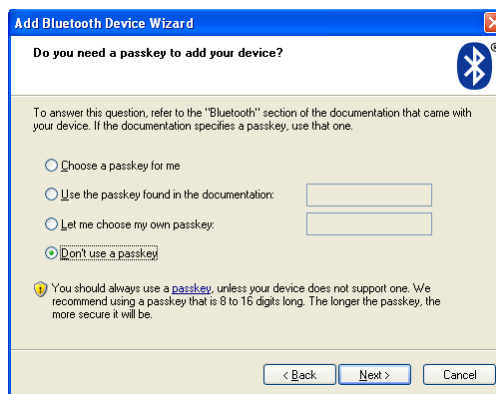 Add Bluetooth Device Wizard
Do you need a passkey to add your device?
®
To answer this question, refer to the "Bluetooth" section of the documentation that came with
your device. If the documentation specifies a passkey, use that one.
Choose a passkey for me
Use the passkey found in the documentation:
Let me choose my own passkey:
Don't use a passkey
You should always use a passkey, unless your device does not support one. We
recommend using a passkey that is 8 to 16 digits long. The longer the passkey, the
more secure it will be.
< Back
Next >
Cancel